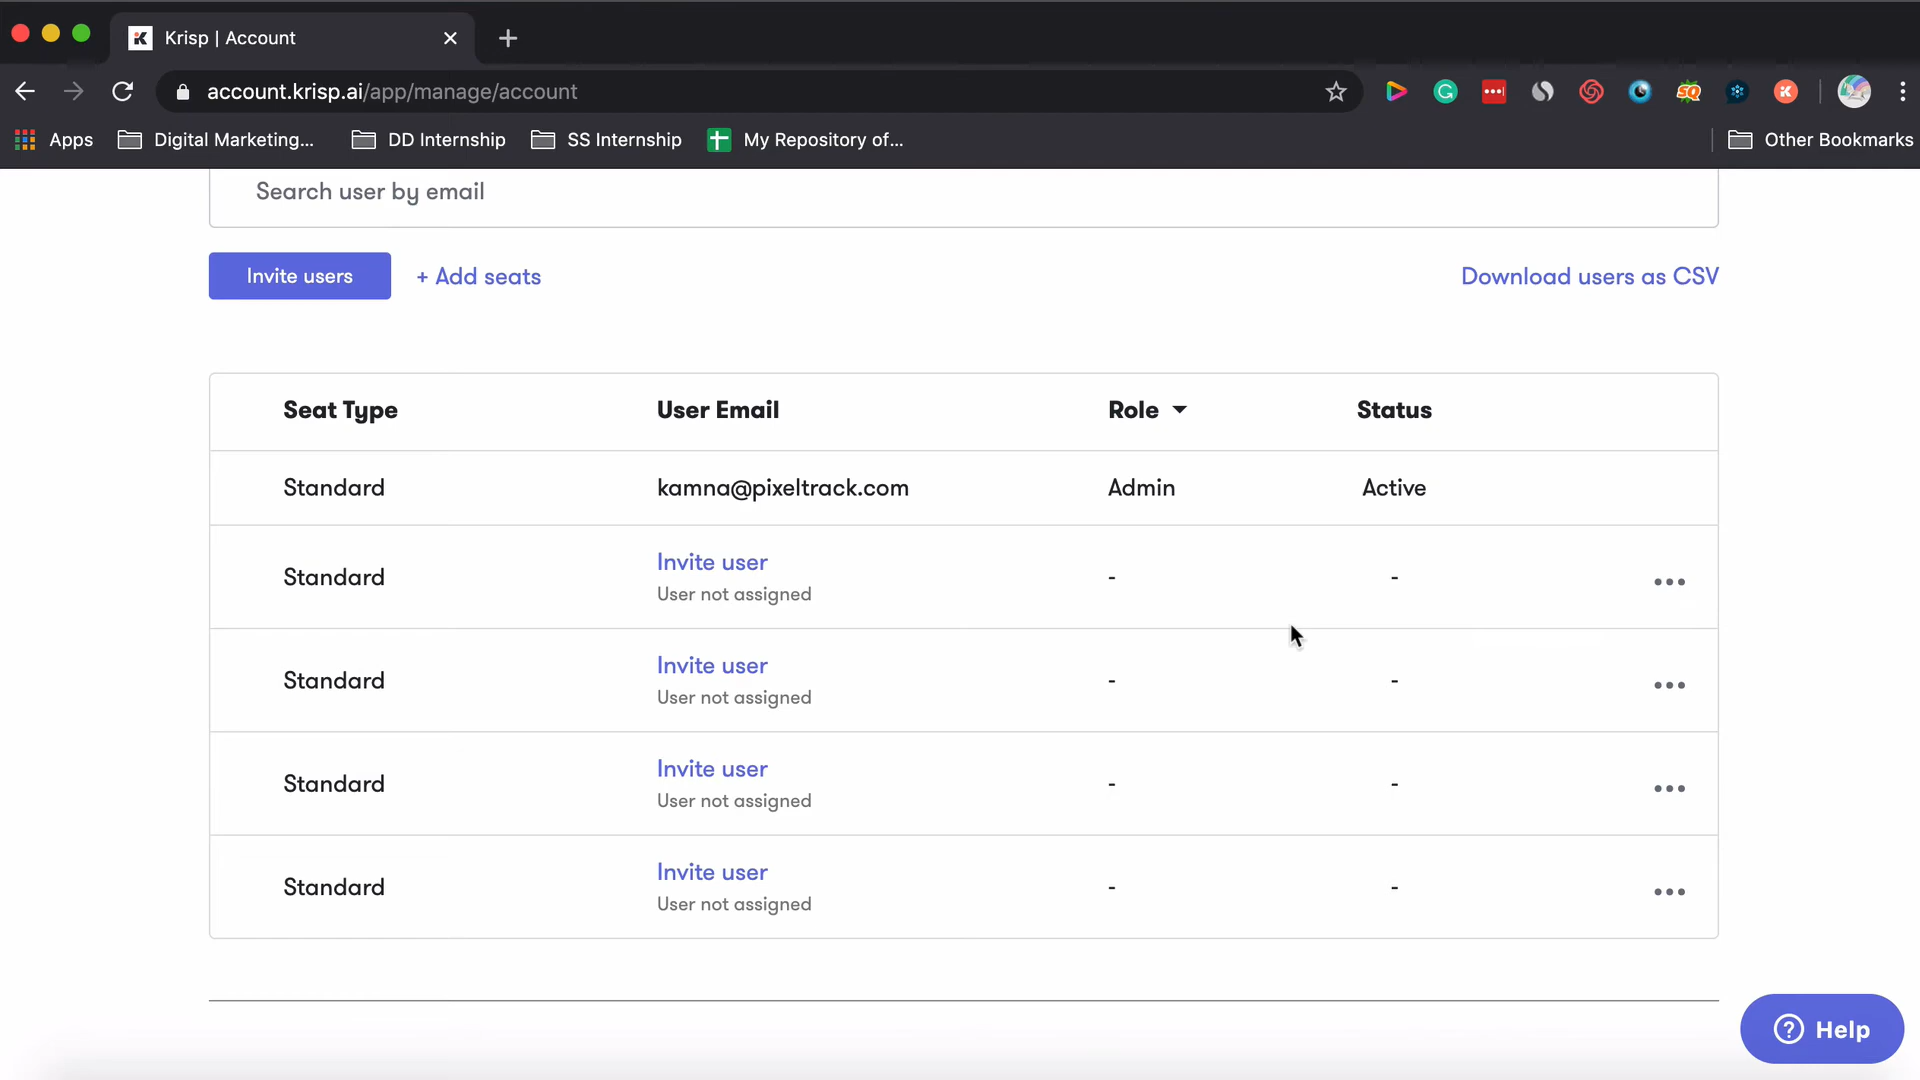 Krisp | Account
account.krisp.ai/app/manage/account
Apps
Digital Marketing...
DD Internship
SS Internship
My Repository of...
Other Bookmarks
Search user by email
Invite users
+ Add seats
Download users as CSV
Seat Type User Email Role Status
Standard kamna@pixeltrack.com Admin Active
Standard Invite user - -
User not assigned
Standard Invite user - -
User not assigned
Standard Invite user - -
User not assigned
Standard Invite user - -
User not assigned
? Help